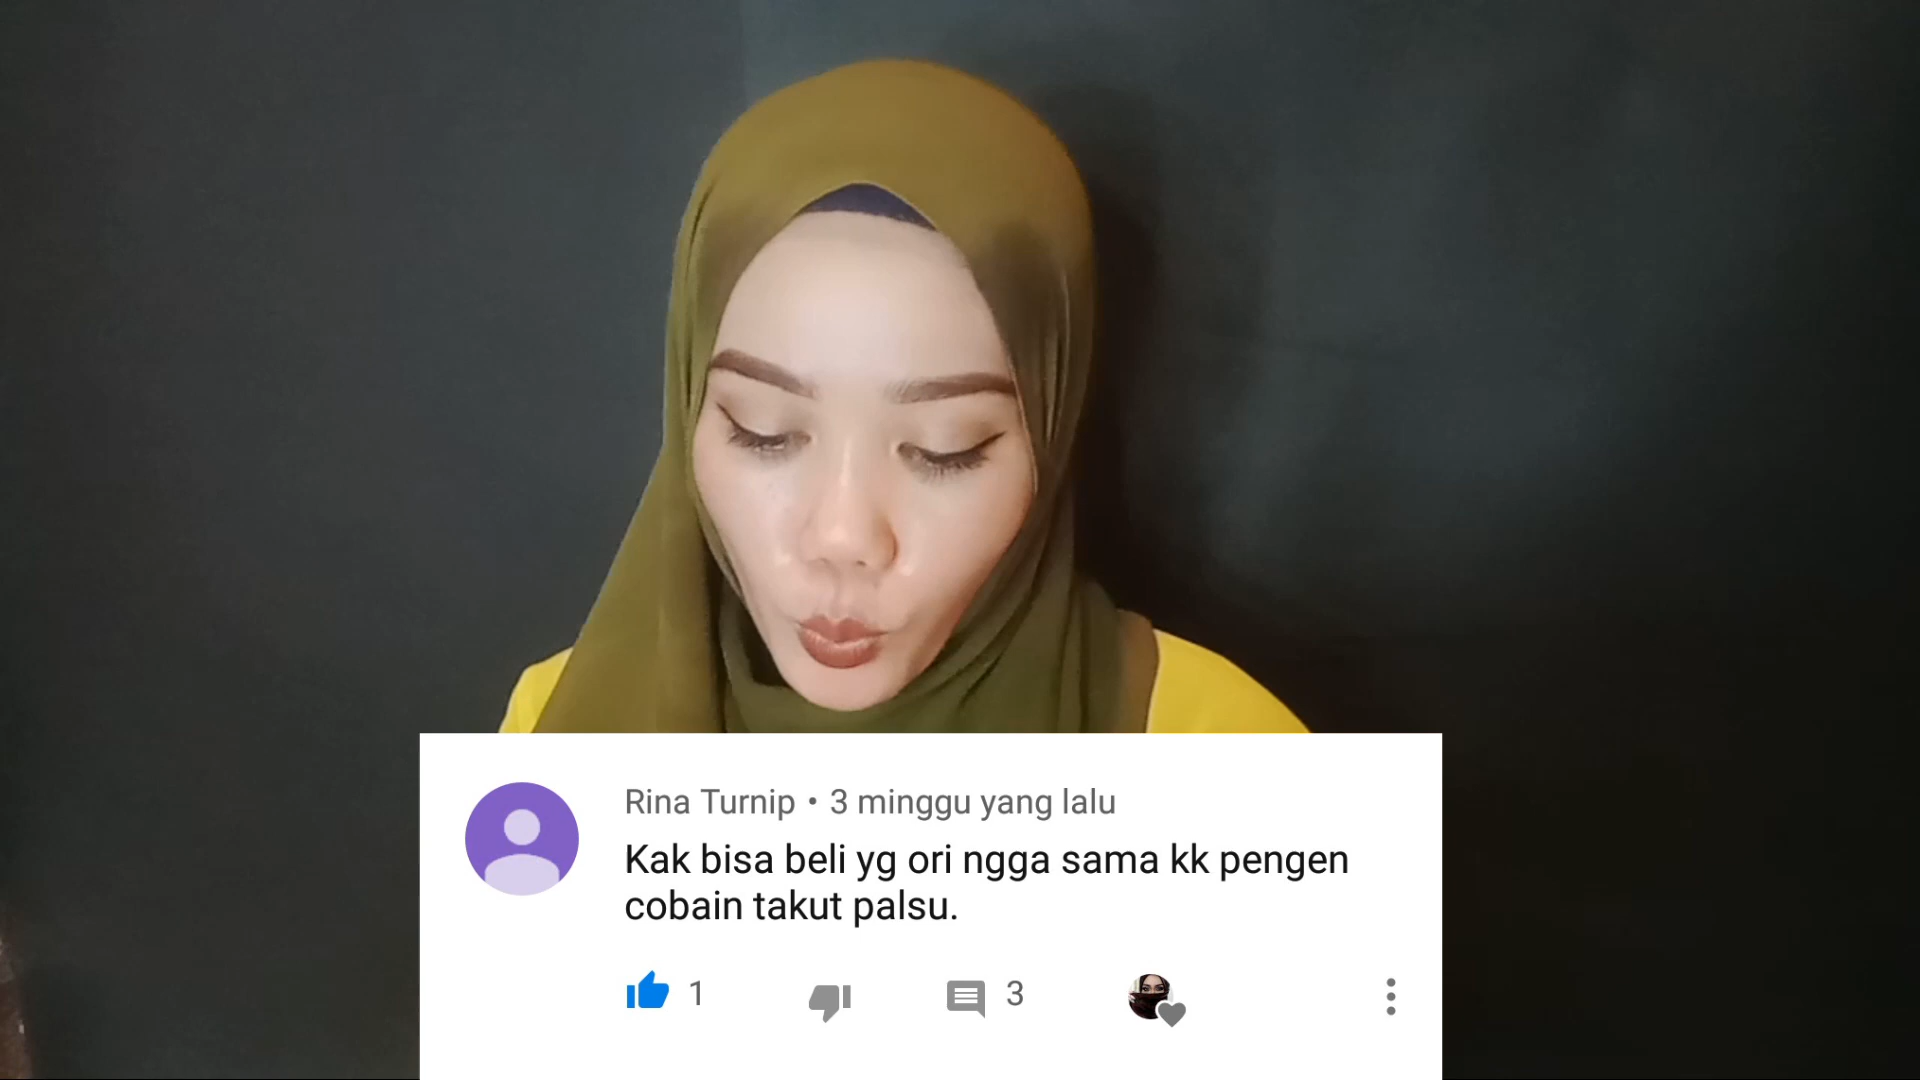 Rina Turnip • 3 minggu yang lalu
Kak bisa beli yg ori ngga sama kk pengen
cobain takut palsu.
1
3